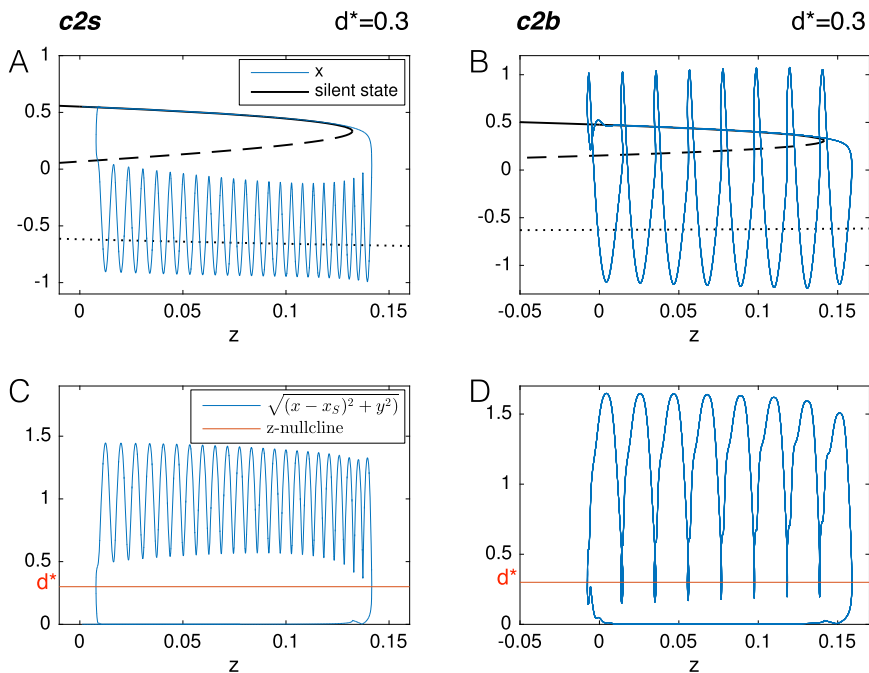 c2s d*=0.3 c2b d*=0.3
A B
x
silent state
1
0.5
0
-0.5
-1
0 0.05 0.1 0.15
z
1
0.5
0
-0.5
-1
-0.05 0 0.05 0.1 0.15
z
C D
√(x − x_S)² + y²)
z-nullcline
1.5
1
0.5
d*
0
0 0.05 0.1 0.15
z
1.5
1
0.5
d*
0
-0.05 0 0.05 0.1 0.15
z